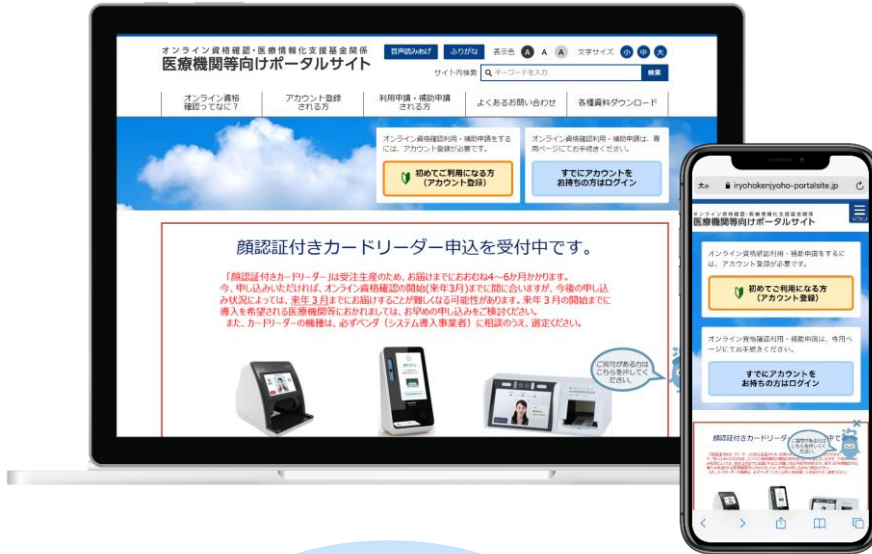 オンライン資格確認・医療情報化支援基金関係
医療機関等向けポータルサイト
音声読みあげ ふりがな 表示色 A A A 文字サイズ 小 中 大
サイト内検索 キーワードを入力 検索
オンライン資格
確認ってなに？
アカウント登録
される方
利用申請・補助申請
される方
よくあるお問い合わせ
各種資料ダウンロード
オンライン資格確認利用・補助申請をする
には、アカウント登録が必要です。
初めてご利用になる方
(アカウント登録)
オンライン資格確認利用・補助申請は、専
用ページにてお手続きください。
すでにアカウントを
お持ちの方はログイン
顔認証付きカードリーダー申込を受付中です。
「顔認証付きカードリーダー」は受注生産のため、お届けまでにおおむね4～6か月かかります。
今、申し込みいただければ、オンライン資格確認の開始(来年3月)までに間に合いますが、今後の申し込
み状況によっては、来年３月までにお届けすることが難しくなる可能性があります。来年３月の開始までに
導入を希望される医療機関等におかれましては、お早めの申し込みをご検討ください。
また、カードリーダーの機種は、必ずベンダ（システム導入事業者）に相談のうえ、選定ください。
ご質問がある方は
こちらを押してく
ださい。
大小 iryohokenjyoho-portalsite.jp
オンライン資格確認・医療情報化支援基金関係
医療機関等向けポータルサイト
オンライン資格確認利用・補助申請をするに
は、アカウント登録が必要です。
初めてご利用になる方
(アカウント登録)
オンライン資格確認利用・補助申請は、専用ペ
ージにてお手続きください。
すでにアカウントを
お持ちの方はログイン
顔認証付きカードリーダ
ご質問がある方は
こちらを押してく
ださい。